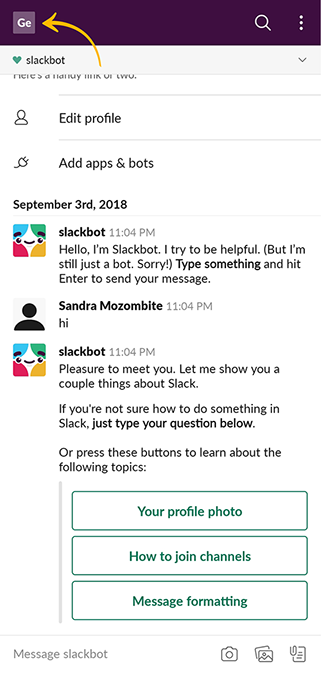 Ge
slackbot
Here's a handy link or two.
Edit profile
Add apps & bots
September 3rd, 2018
slackbot 11:04 PM
Hello, I'm Slackbot. I try to be helpful. (But I'm
still just a bot. Sorry!) Type something and hit
Enter to send your message.
Sandra Mozombite 11:04 PM
hi
slackbot 11:04 PM
Pleasure to meet you. Let me show you a
couple things about Slack.
If you're not sure how to do something in
Slack, just type your question below.
Or press these buttons to learn about the
following topics:
Your profile photo
How to join channels
Message formatting
Message slackbot